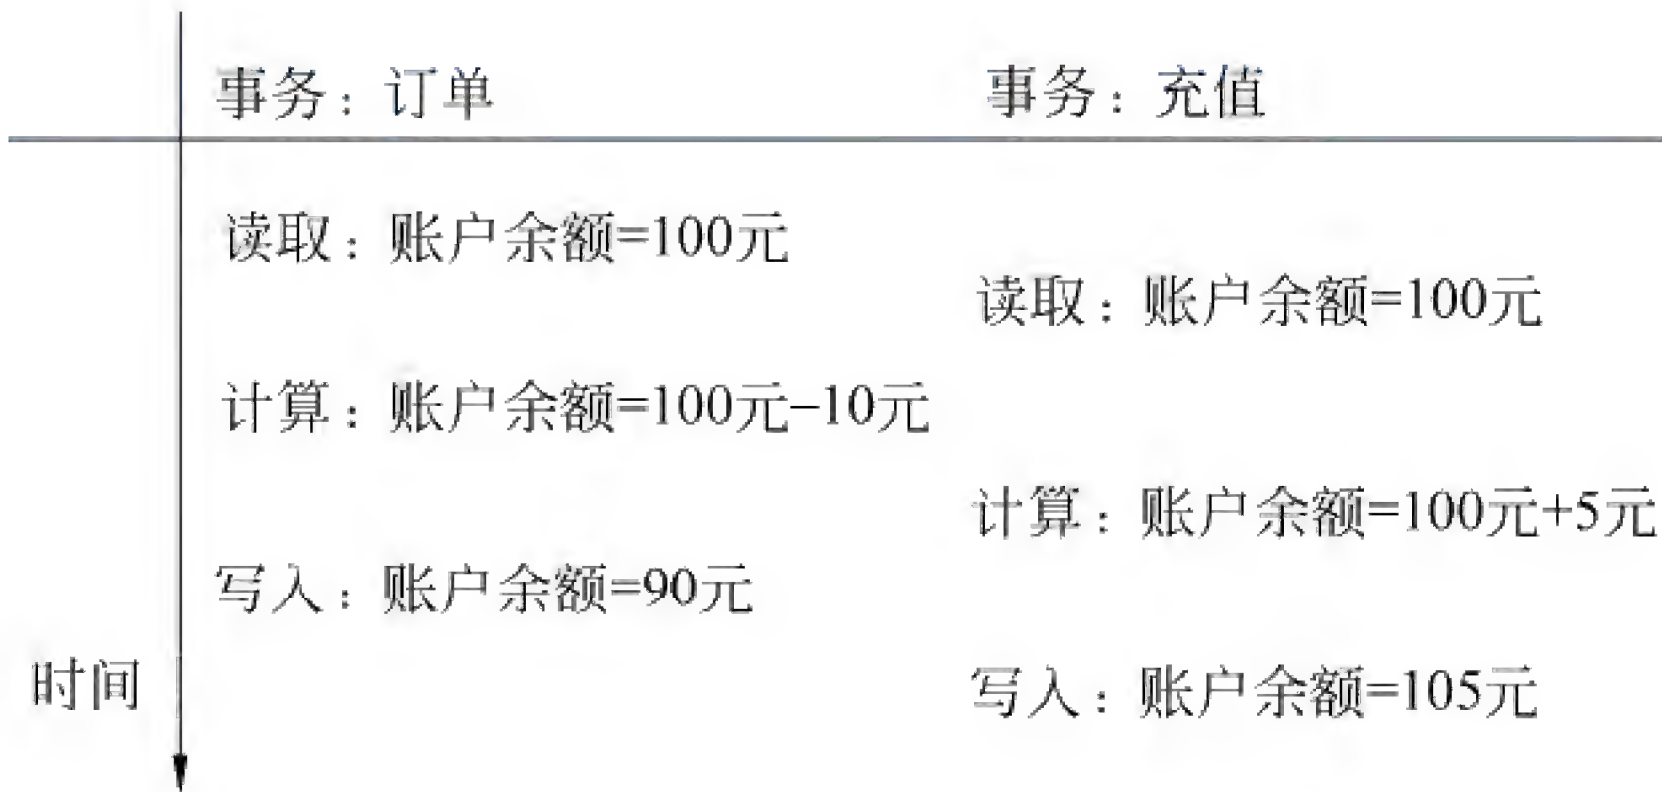 事务：订单 事务：充值
读取：账户余额=100元
读取：账户余额=100元
计算：账户余额=100元–10元
计算：账户余额=100元+5元
写入：账户余额=90元
时间
写入：账户余额=105元